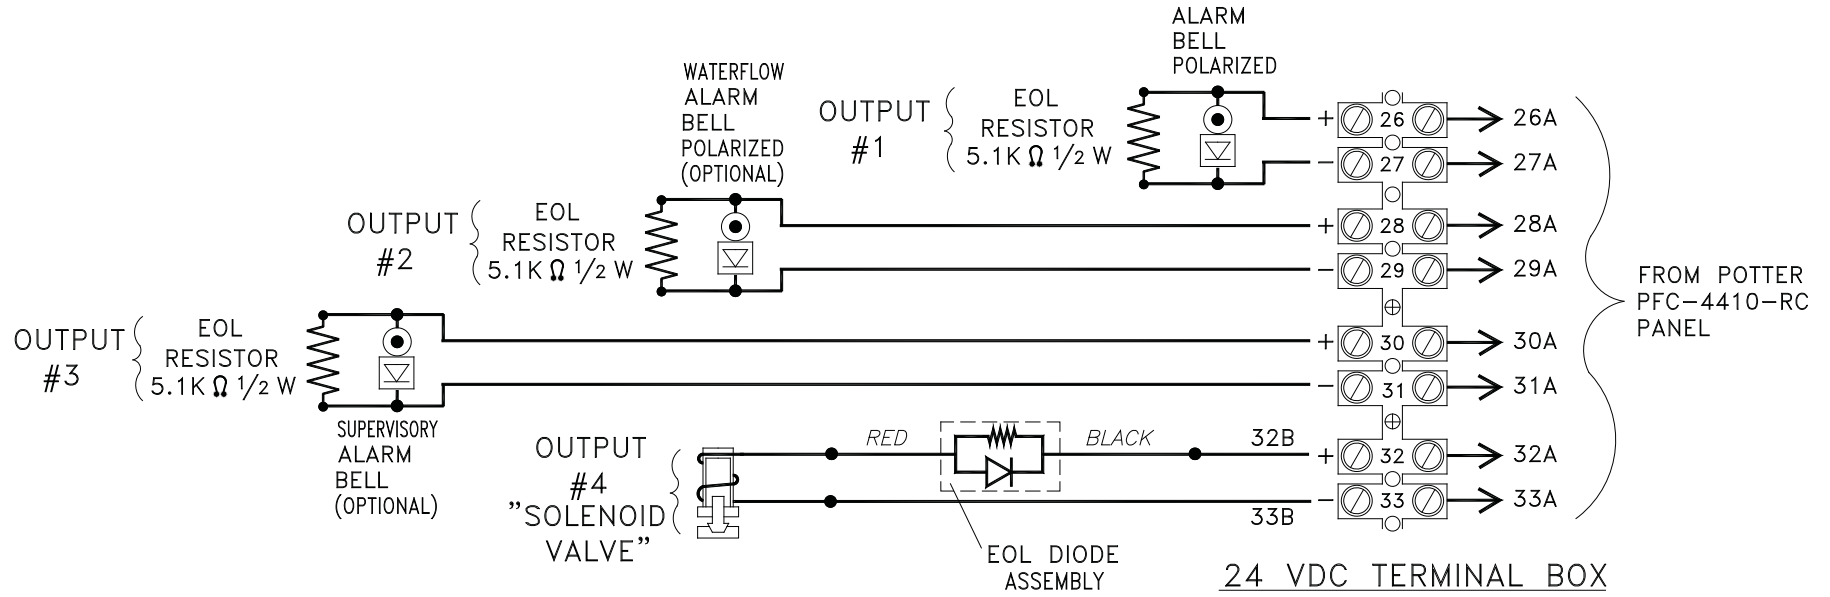 ALARM
BELL
POLARIZED
OUTPUT
#1
EOL
RESISTOR
5.1K Ω 1/2 W
+ 26 26A
− 27 27A
WATERFLOW
ALARM
BELL
POLARIZED
(OPTIONAL)
OUTPUT
#2
EOL
RESISTOR
5.1K Ω 1/2 W
+ 28 28A
− 29 29A
OUTPUT
#3
EOL
RESISTOR
5.1K Ω 1/2 W
SUPERVISORY
ALARM
BELL
(OPTIONAL)
+ 30 30A
− 31 31A
OUTPUT
#4
"SOLENOID
VALVE"
RED
BLACK
32B + 32 32A
33B − 33 33A
EOL DIODE
ASSEMBLY
FROM POTTER
PFC-4410-RC
PANEL
24 VDC TERMINAL BOX